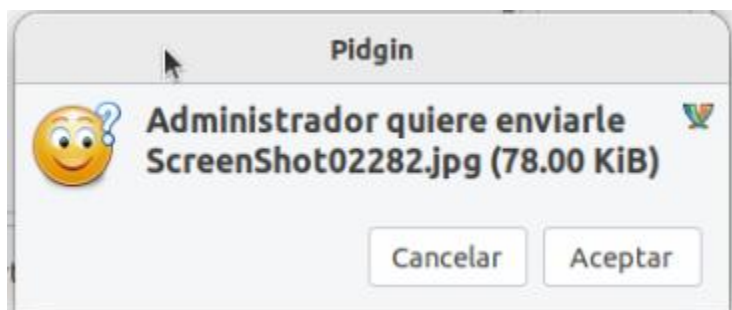 Pidgin
Administrador quiere enviarle
ScreenShot02282.jpg (78.00 KiB)
Cancelar
Aceptar